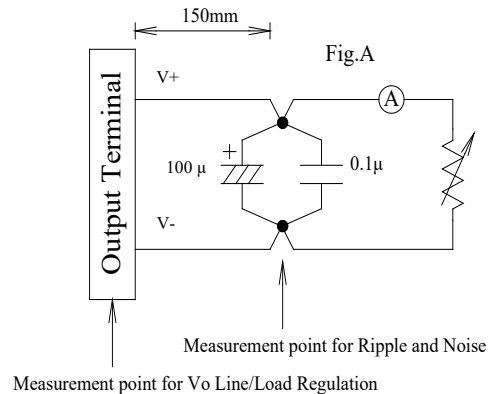 150mm
Fig.A
V+
A
Output Terminal
+
100 µ
0.1µ
V-
Measurement point for Ripple and Noise
Measurement point for Vo Line/Load Regulation